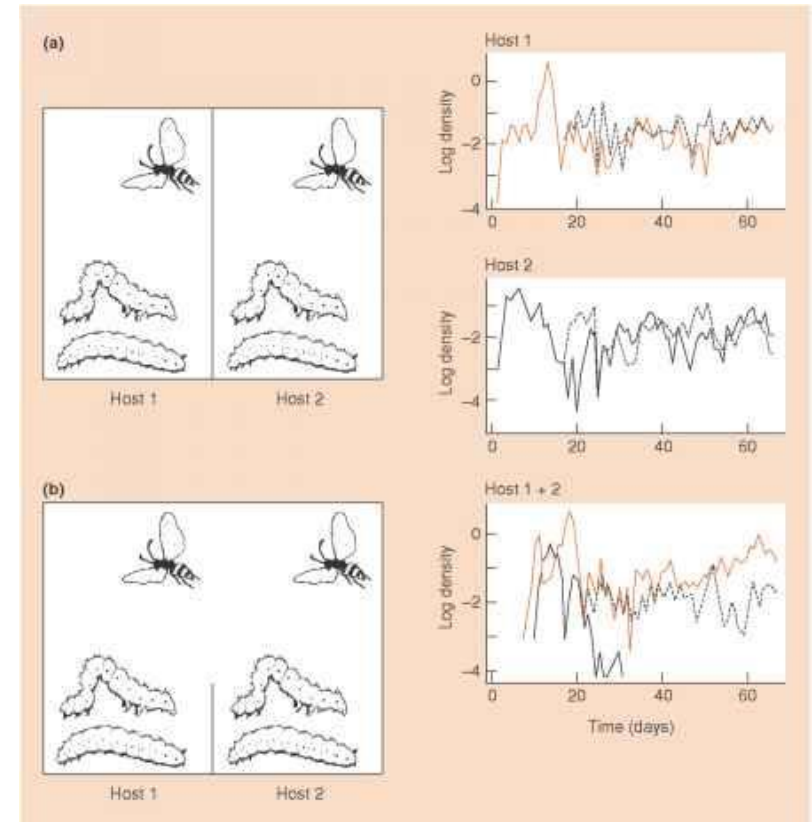 (a)
Host 1
Host 2
Host 1
Log density
0
–2
–4
0
20
40
60
Host 2
Log density
–2
–4
0
20
40
60
(b)
Host 1
Host 2
Host 1 + 2
Log density
0
–2
–4
0
20
40
60
Time (days)